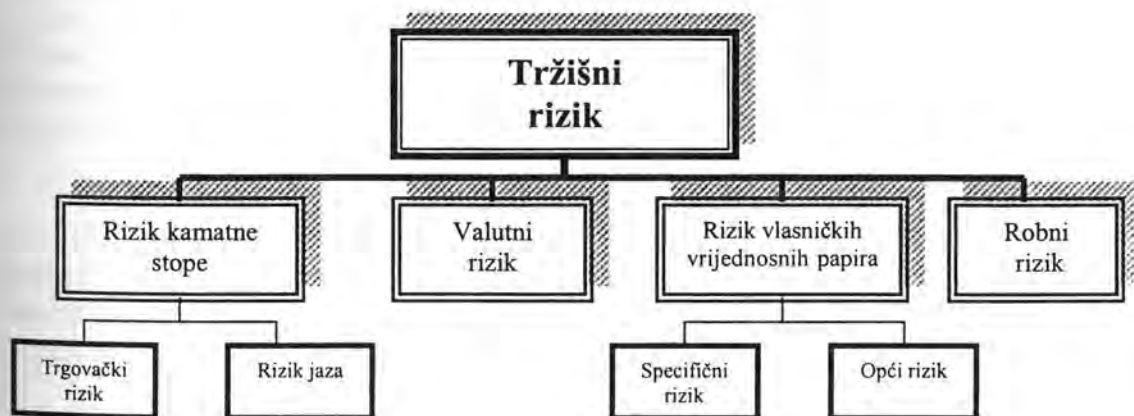 Tržišni
rizik
Rizik kamatne
stope
Valutni
rizik
Rizik vlasničkih
vrijednosnih papira
Robni
rizik
Trgovački
rizik
Rizik jaza
Specifični
rizik
Opći rizik